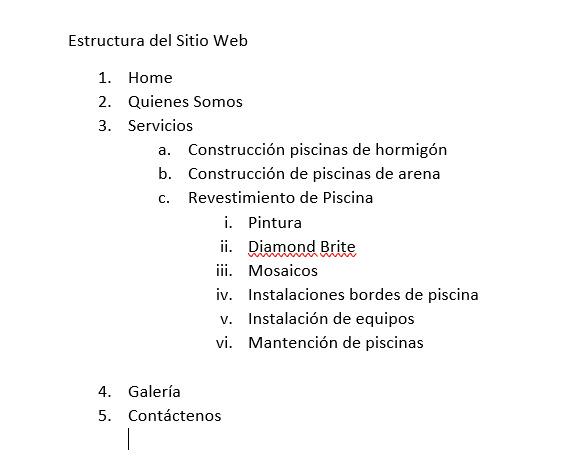 Estructura del Sitio Web
1. Home
2. Quienes Somos
3. Servicios
a. Construcción piscinas de hormigón
b. Construcción de piscinas de arena
c. Revestimiento de Piscina
i. Pintura
ii. Diamond Brite
iii. Mosaicos
iv. Instalaciones bordes de piscina
v. Instalación de equipos
vi. Mantención de piscinas
4. Galería
5. Contáctenos